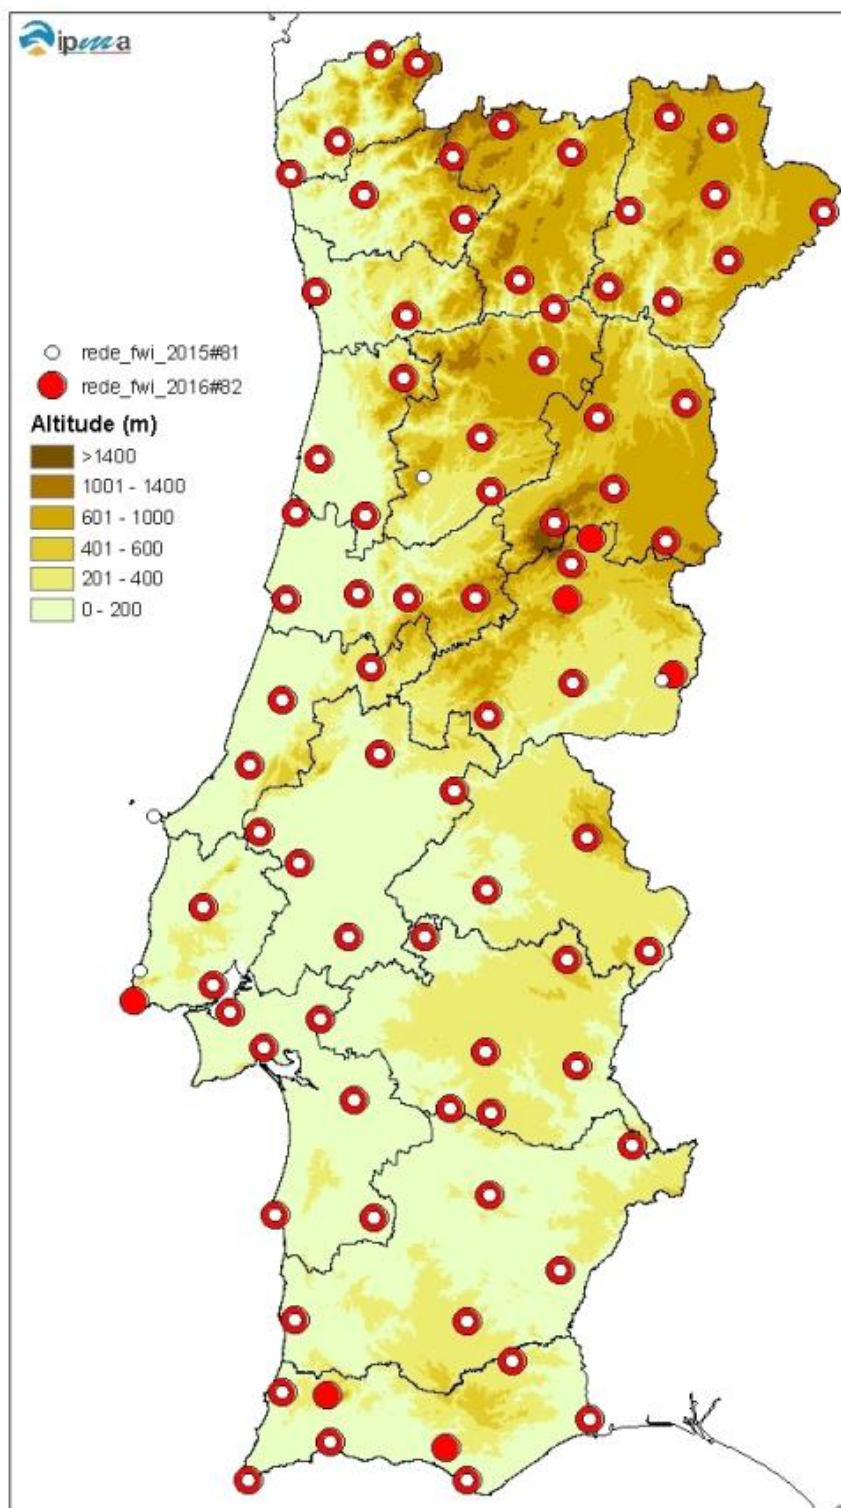 ipma
rede_fwi_2015#81
rede_fwi_2016#82
Altitude (m)
>1400
1001 - 1400
601 - 1000
401 - 600
201 - 400
0 - 200